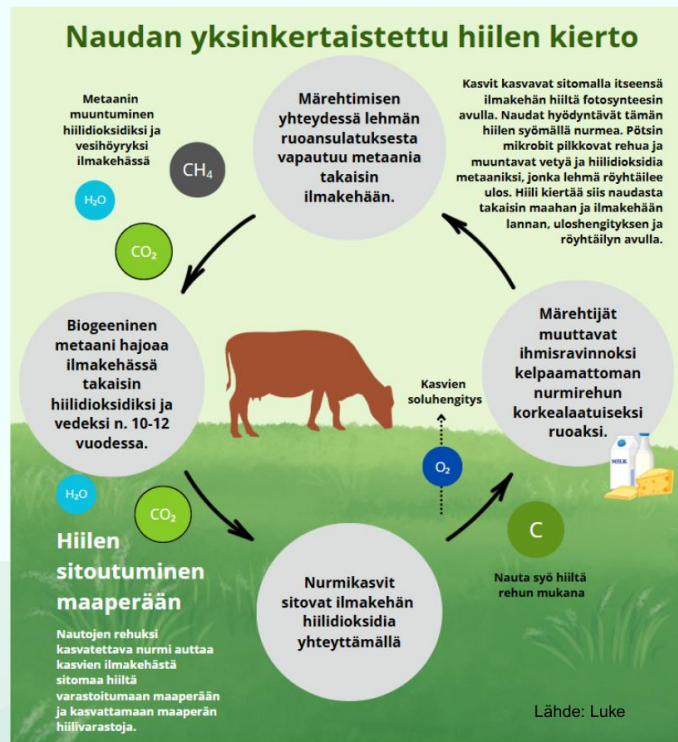 Naudan yksinkertaistettu hiilen kierto
Metaanin
muuntuminen
hiilidioksidiksi ja
vesihöyryksi
ilmakehässä
H₂O
CH₄
CO₂
Märehtimisen
yhteydessä lehmän
ruoansulatuksesta
vapautuu metaania
takaisin
ilmakehään.
Kasvit kasvavat sitomalla itseensä
ilmakehän hiiltä fotosynteesin
avulla. Naudat hyödyntävät tämän
hiilen syömällä nurmea. Pötsin
mikrobit pilkkovat rehua ja
muuntavat vetyä ja hiilidioksidia
metaaniksi, jonka lehmä röyhtäilee
ulos. Hiili kiertää siis naudasta
takaisin maahan ja ilmakehään
lannan, uloshengityksen ja
röyhtäilyn avulla.
Biogeeninen
metaani hajoaa
ilmakehässä
takaisin
hiilidioksidiksi ja
vedeksi n. 10-12
vuodessa.
Märehtijät
muuttavat
ihmisravinnoksi
kelpaamattoman
nurmirehun
korkealaatuiseksi
ruoaksi.
MILK
Kasvien
soluhengitys
O₂
H₂O
CO₂
C
Nauta syö hiiltä
rehun mukana
Nurmikasvit
sitovat ilmakehän
hiilidioksidia
yhteyttämällä
Hiilen
sitoutuminen
maaperään
Nautojen rehuksi
kasvatettava nurmi auttaa
kasvien ilmakehästä
sitomaa hiiltä
varastoitumaan maaperään
ja kasvattamaan maaperän
hiilivarastoja.
Lähde: Luke